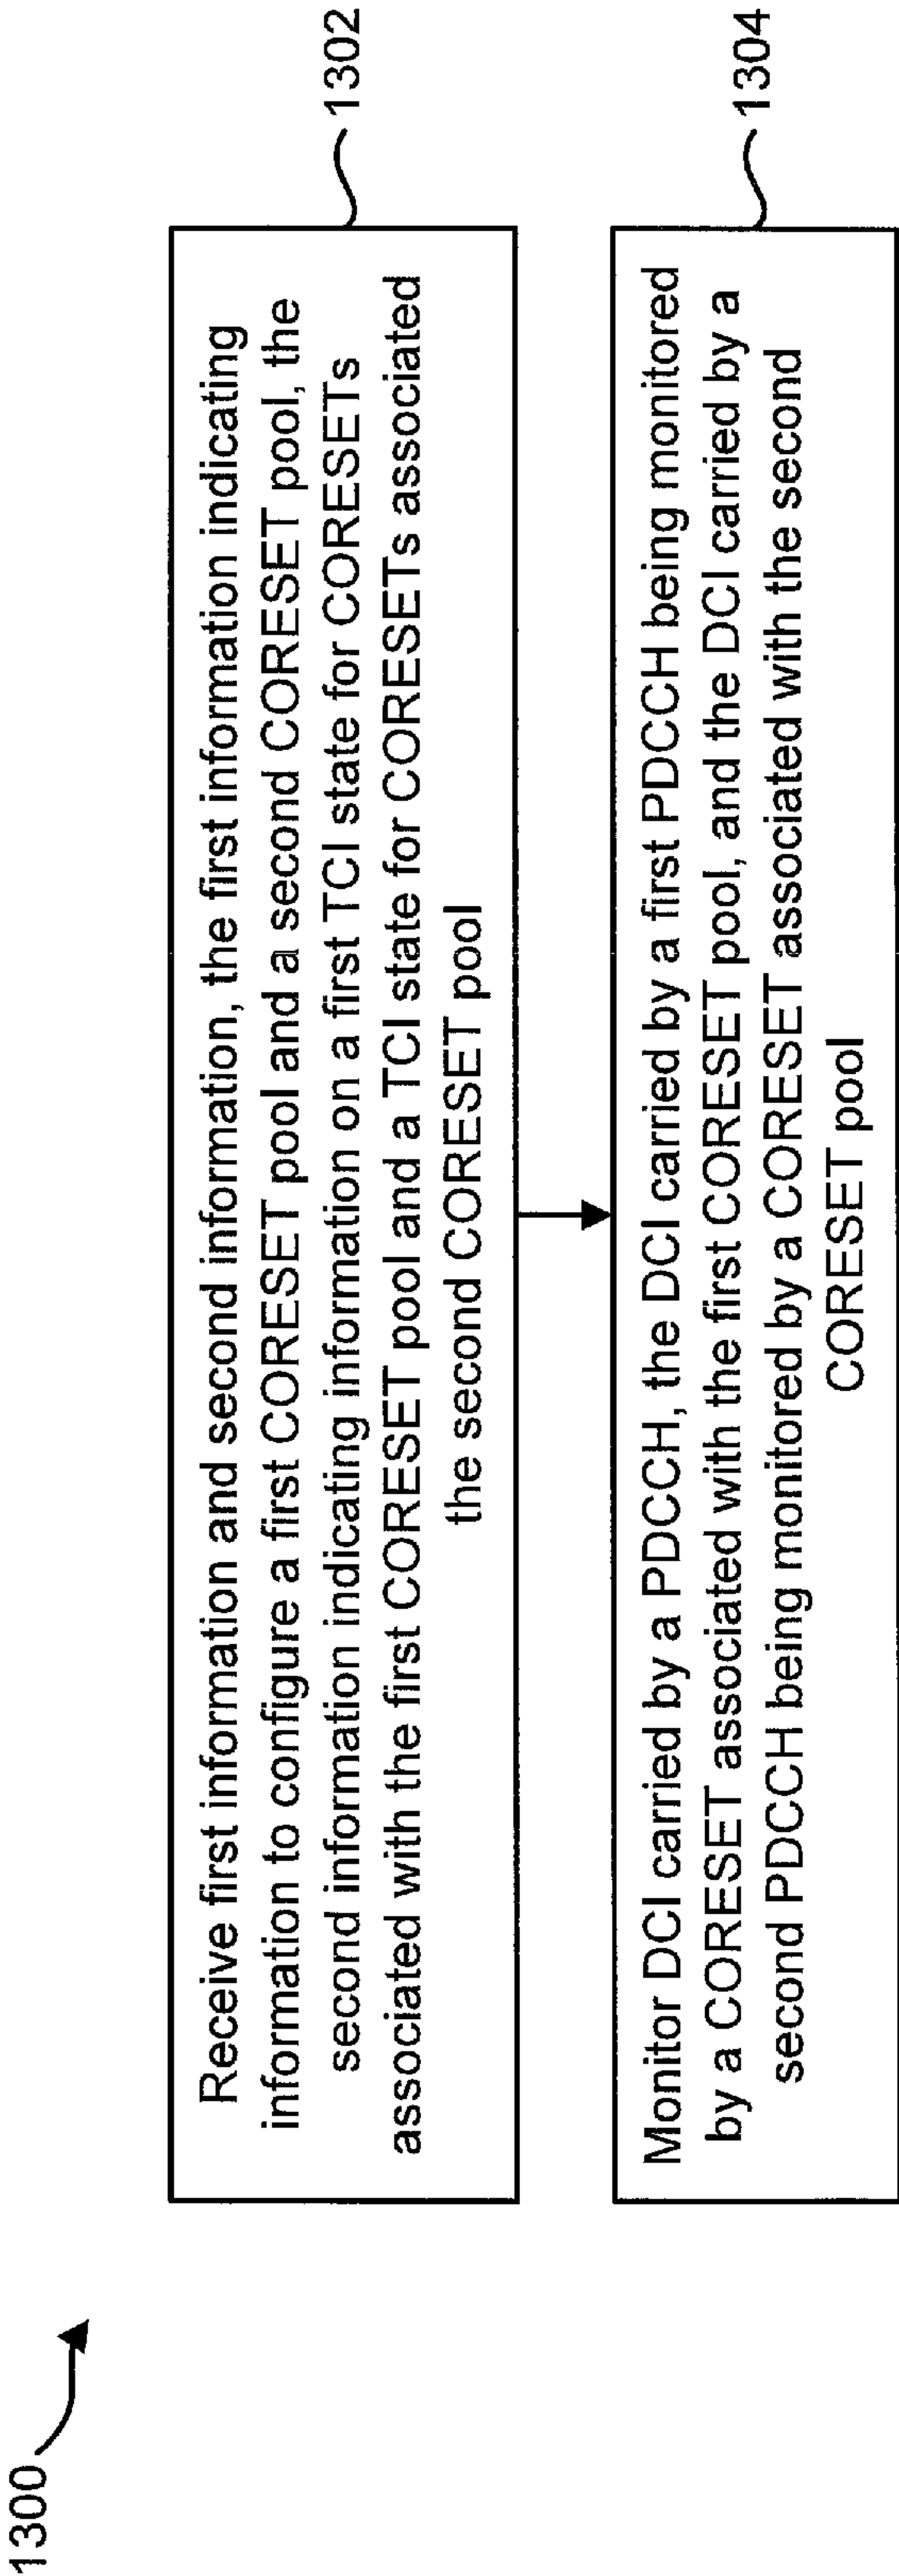 1300
Receive first information and second information, the first information indicating
information to configure a first CORESET pool and a second CORESET pool, the
second information indicating information on a first TCI state for CORESETs
associated with the first CORESET pool and a TCI state for CORESETs associated
the second CORESET pool
1302
Monitor DCI carried by a PDCCH, the DCI carried by a first PDCCH being monitored
by a CORESET associated with the first CORESET pool, and the DCI carried by a
second PDCCH being monitored by a CORESET associated with the second
CORESET pool
1304